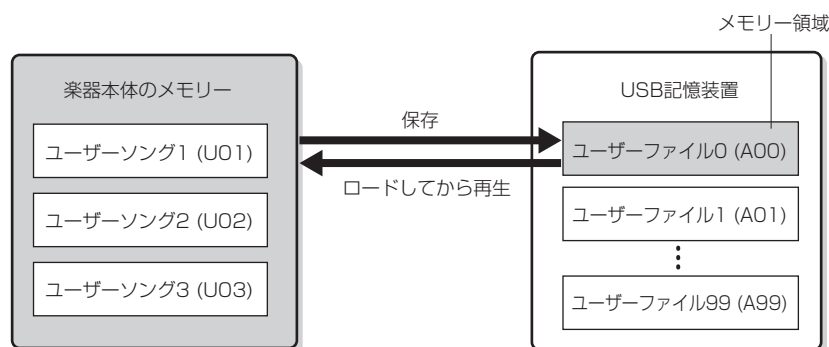 メモリー領域
楽器本体のメモリー
ユーザーソング1 (U01)
ユーザーソング2 (U02)
ユーザーソング3 (U03)
保存
ロードしてから再生
USB記憶装置
ユーザーファイル0 (A00)
ユーザーファイル1 (A01)
ユーザーファイル99 (A99)